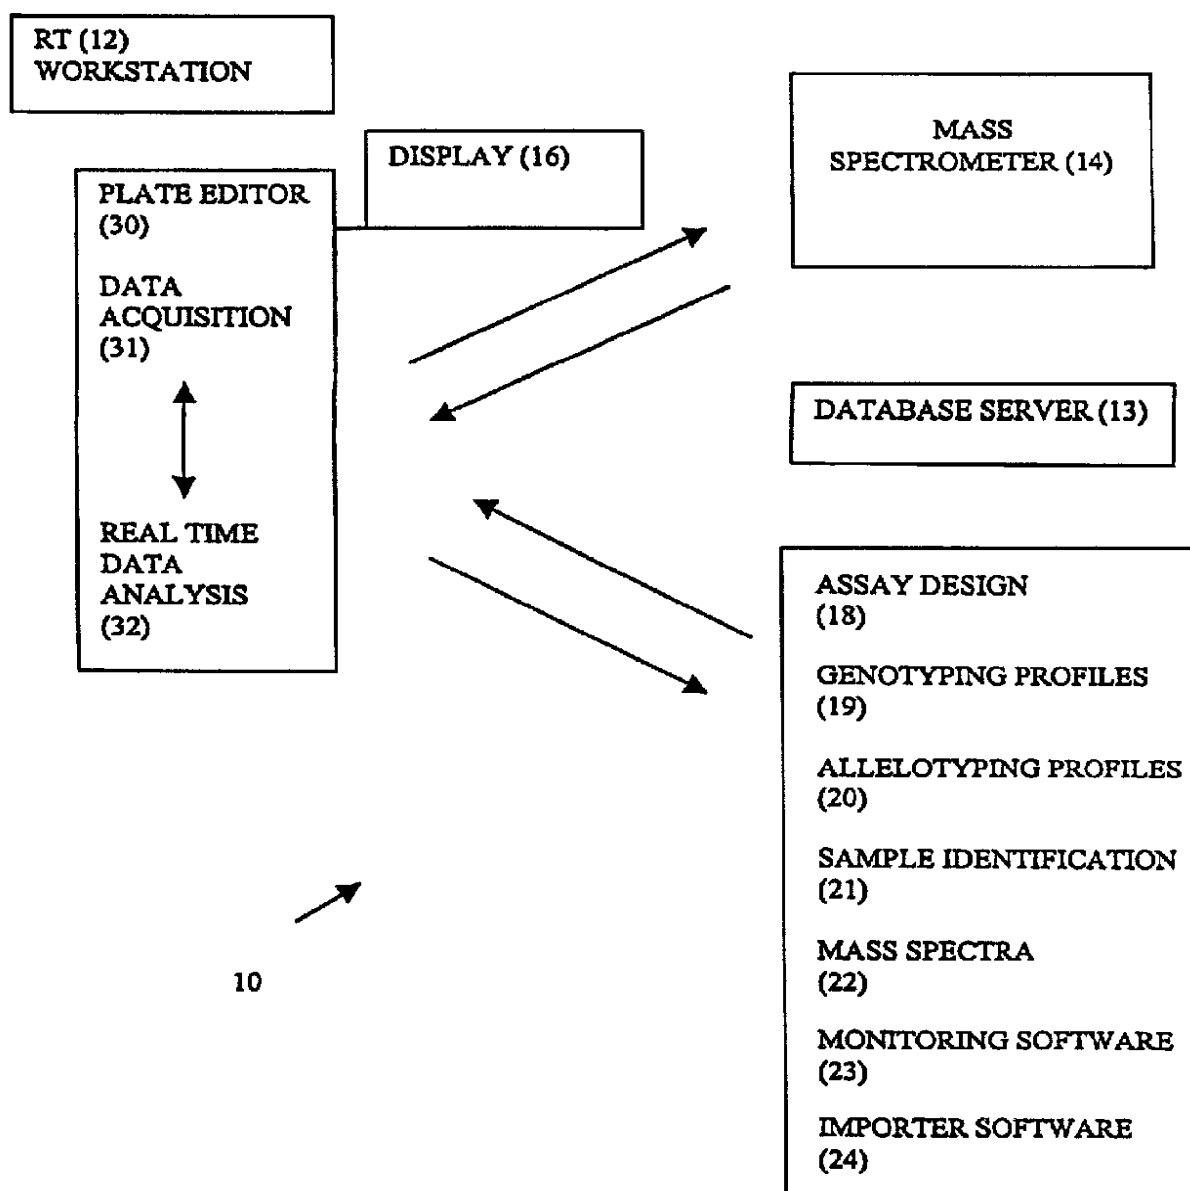 RT (12)
WORKSTATION
DISPLAY (16)
MASS
SPECTROMETER (14)
PLATE EDITOR
(30)
DATA
ACQUISITION
(31)
REAL TIME
DATA
ANALYSIS
(32)
DATABASE SERVER (13)
ASSAY DESIGN
(18)
GENOTYPING PROFILES
(19)
ALLELOTYPING PROFILES
(20)
SAMPLE IDENTIFICATION
(21)
MASS SPECTRA
(22)
MONITORING SOFTWARE
(23)
IMPORTER SOFTWARE
(24)
10